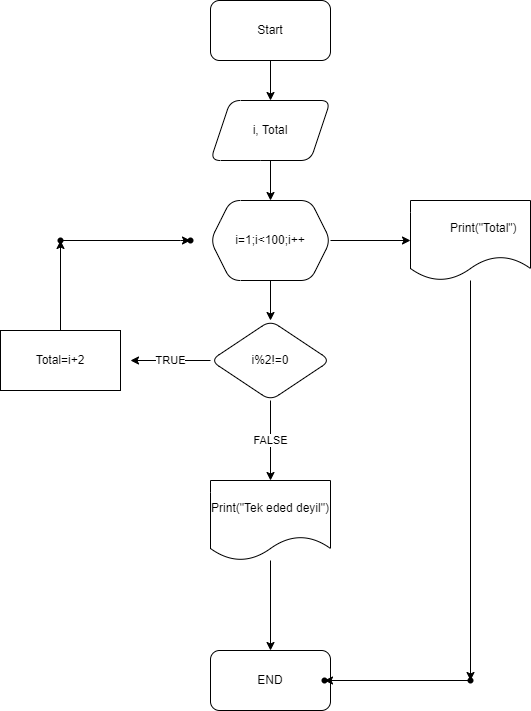 Start
i, Total
i=1;i<100;i++
Print("Total")
Total=i+2
TRUE
i%2!=0
FALSE
Print("Tek eded deyil")
END